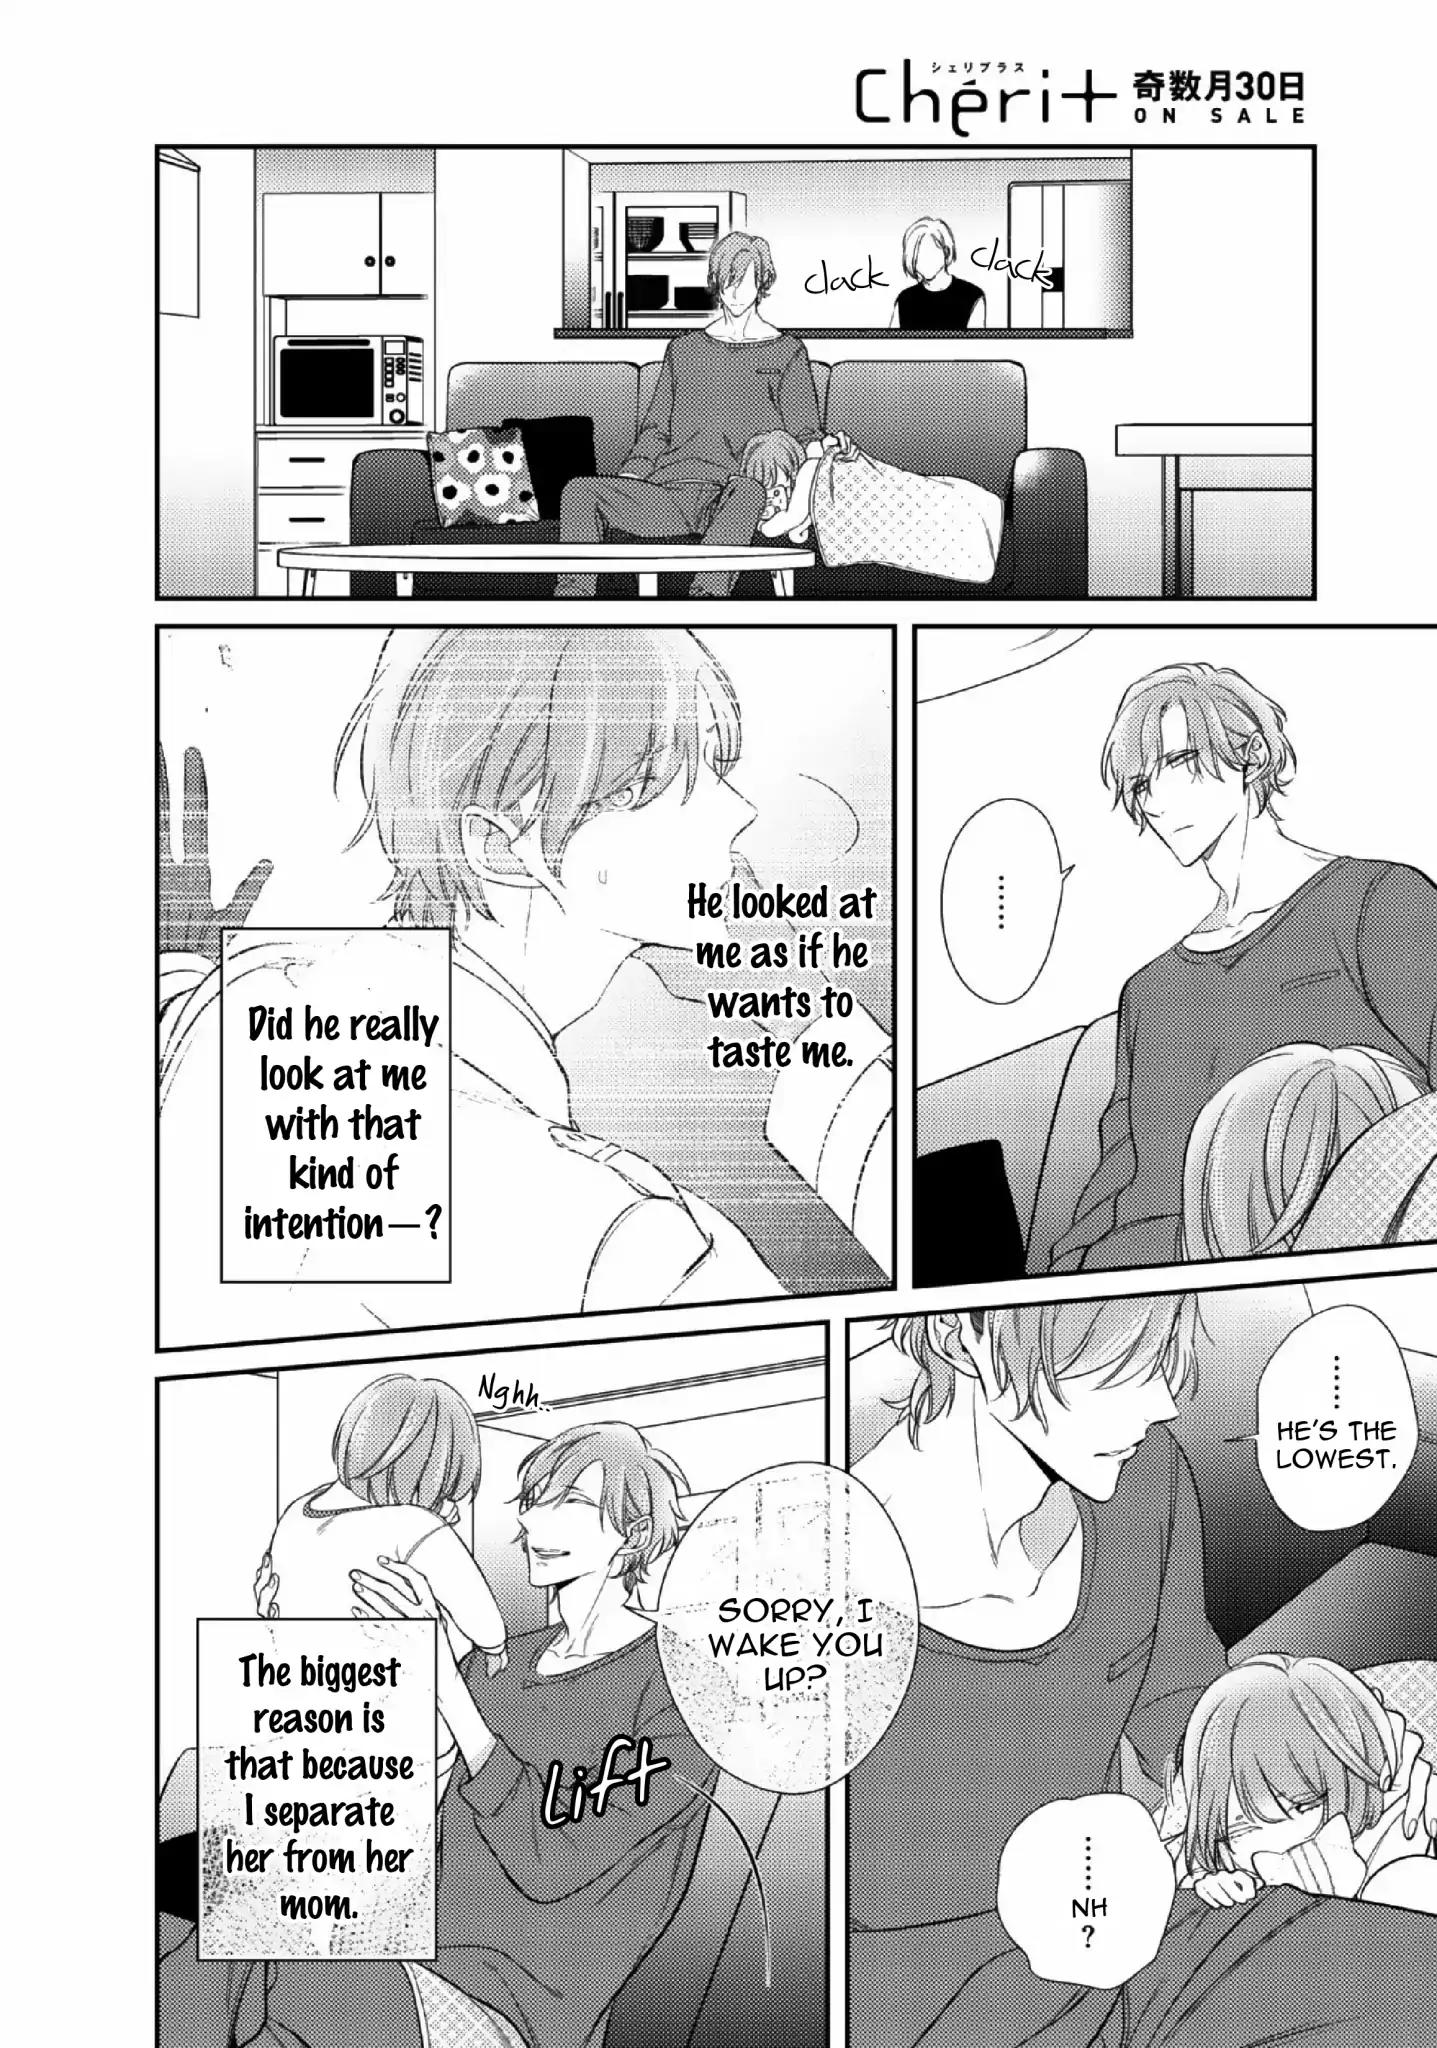 シェリプラス
Chéri+ 奇数月30日
ON SALE
clack
clack
⋯⋯
He looked at
me as if he
wants to
taste me.
Did he really
look at me
with that
kind of
intention—?
⋯⋯
HE'S THE
LOWEST.
⋯⋯
NH
?
Nghh..
SORRY, I
WAKE YOU
UP?
Lift
The biggest
reason is
that because
I separate
her from her
mom.